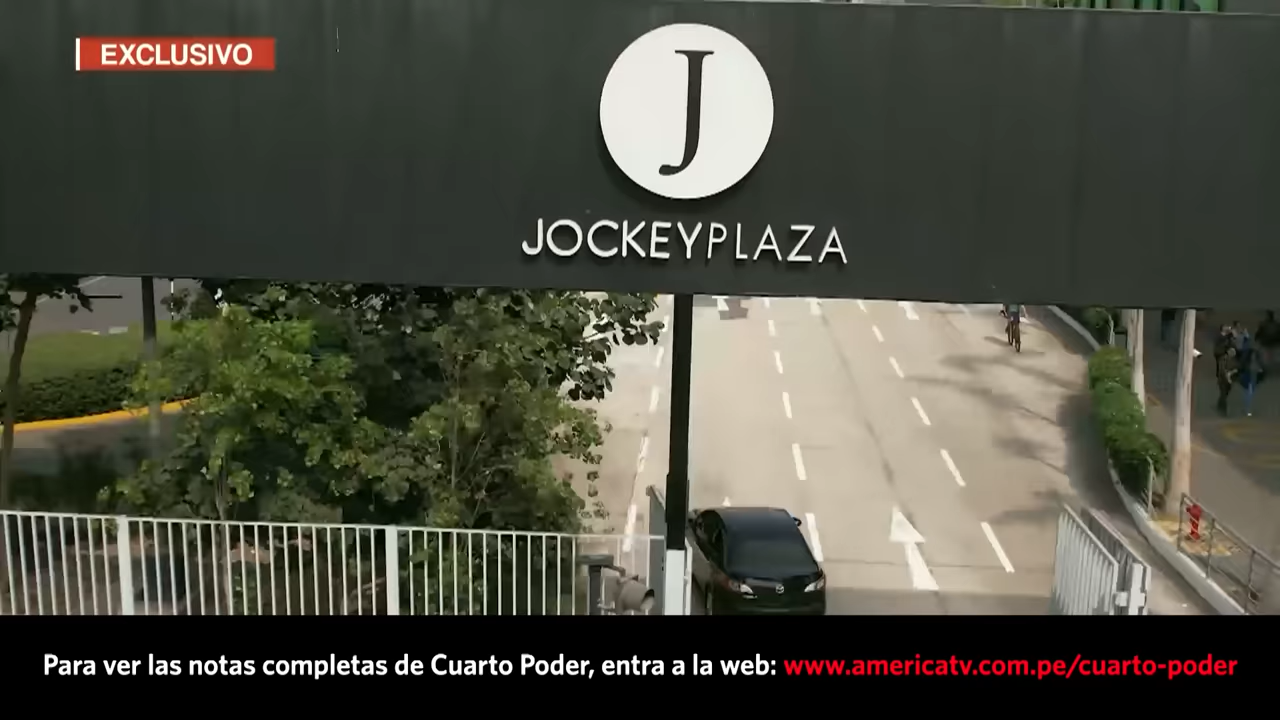 EXCLUSIVO
J
JOCKEYPLAZA
Para ver las notas completas de Cuarto Poder, entra a la web: www.americatv.com.pe/cuarto-poder